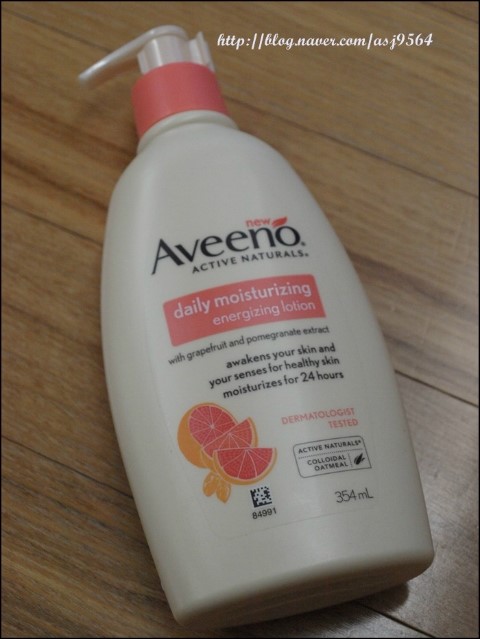 http://blog.naver.com/asj9564
new
Aveeno®
ACTIVE NATURALS®
daily moisturizing
energizing lotion
with grapefruit and pomegranate extract
awakens your skin and
your senses for healthy skin
moisturizes for 24 hours
DERMATOLOGIST
TESTED
ACTIVE NATURALS®
COLLOIDAL
OATMEAL
84991
354mL